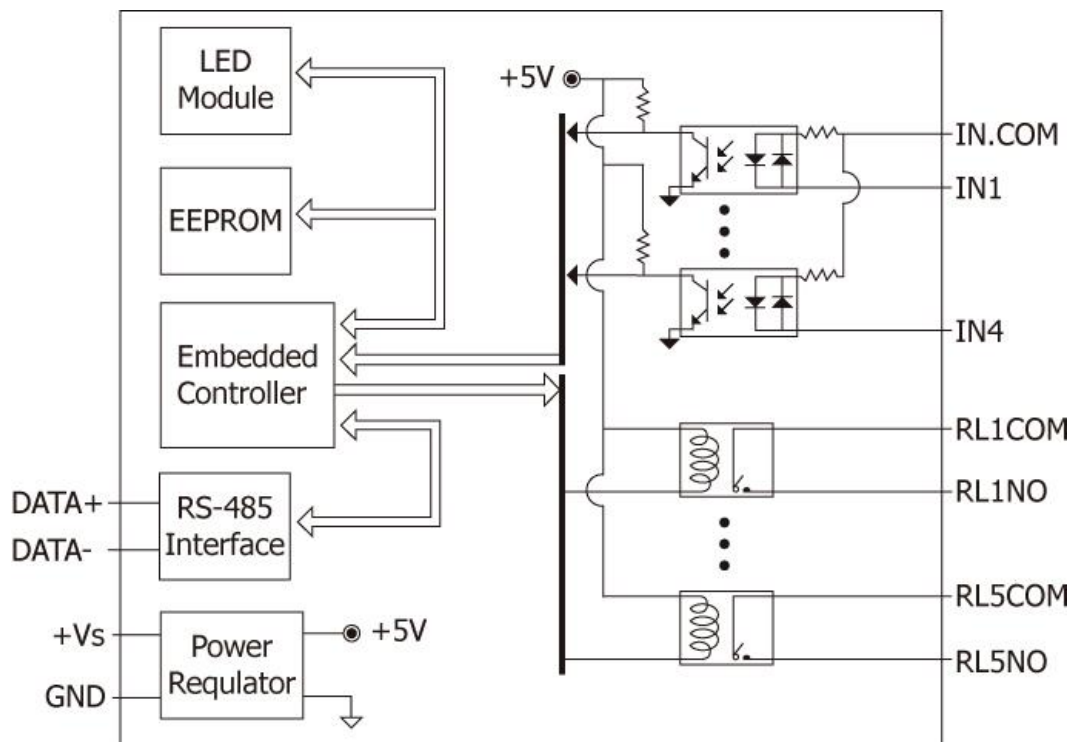 LED
Module
EEPROM
Embedded
Controller
DATA+
DATA-
RS-485
Interface
+Vs
GND
Power
Requlator
+5V
+5V
IN.COM
IN1
IN4
RL1COM
RL1NO
RL5COM
RL5NO